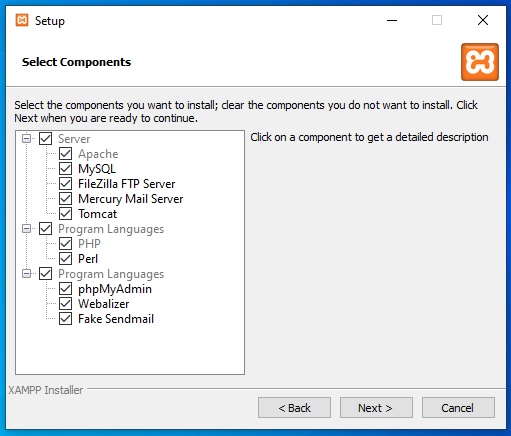 Setup
Select Components
Select the components you want to install; clear the components you do not want to install. Click
Next when you are ready to continue.
Server
Apache
MySQL
FileZilla FTP Server
Mercury Mail Server
Tomcat
Program Languages
PHP
Perl
Program Languages
phpMyAdmin
Webalizer
Fake Sendmail
Click on a component to get a detailed description
XAMPP Installer
< Back
Next >
Cancel